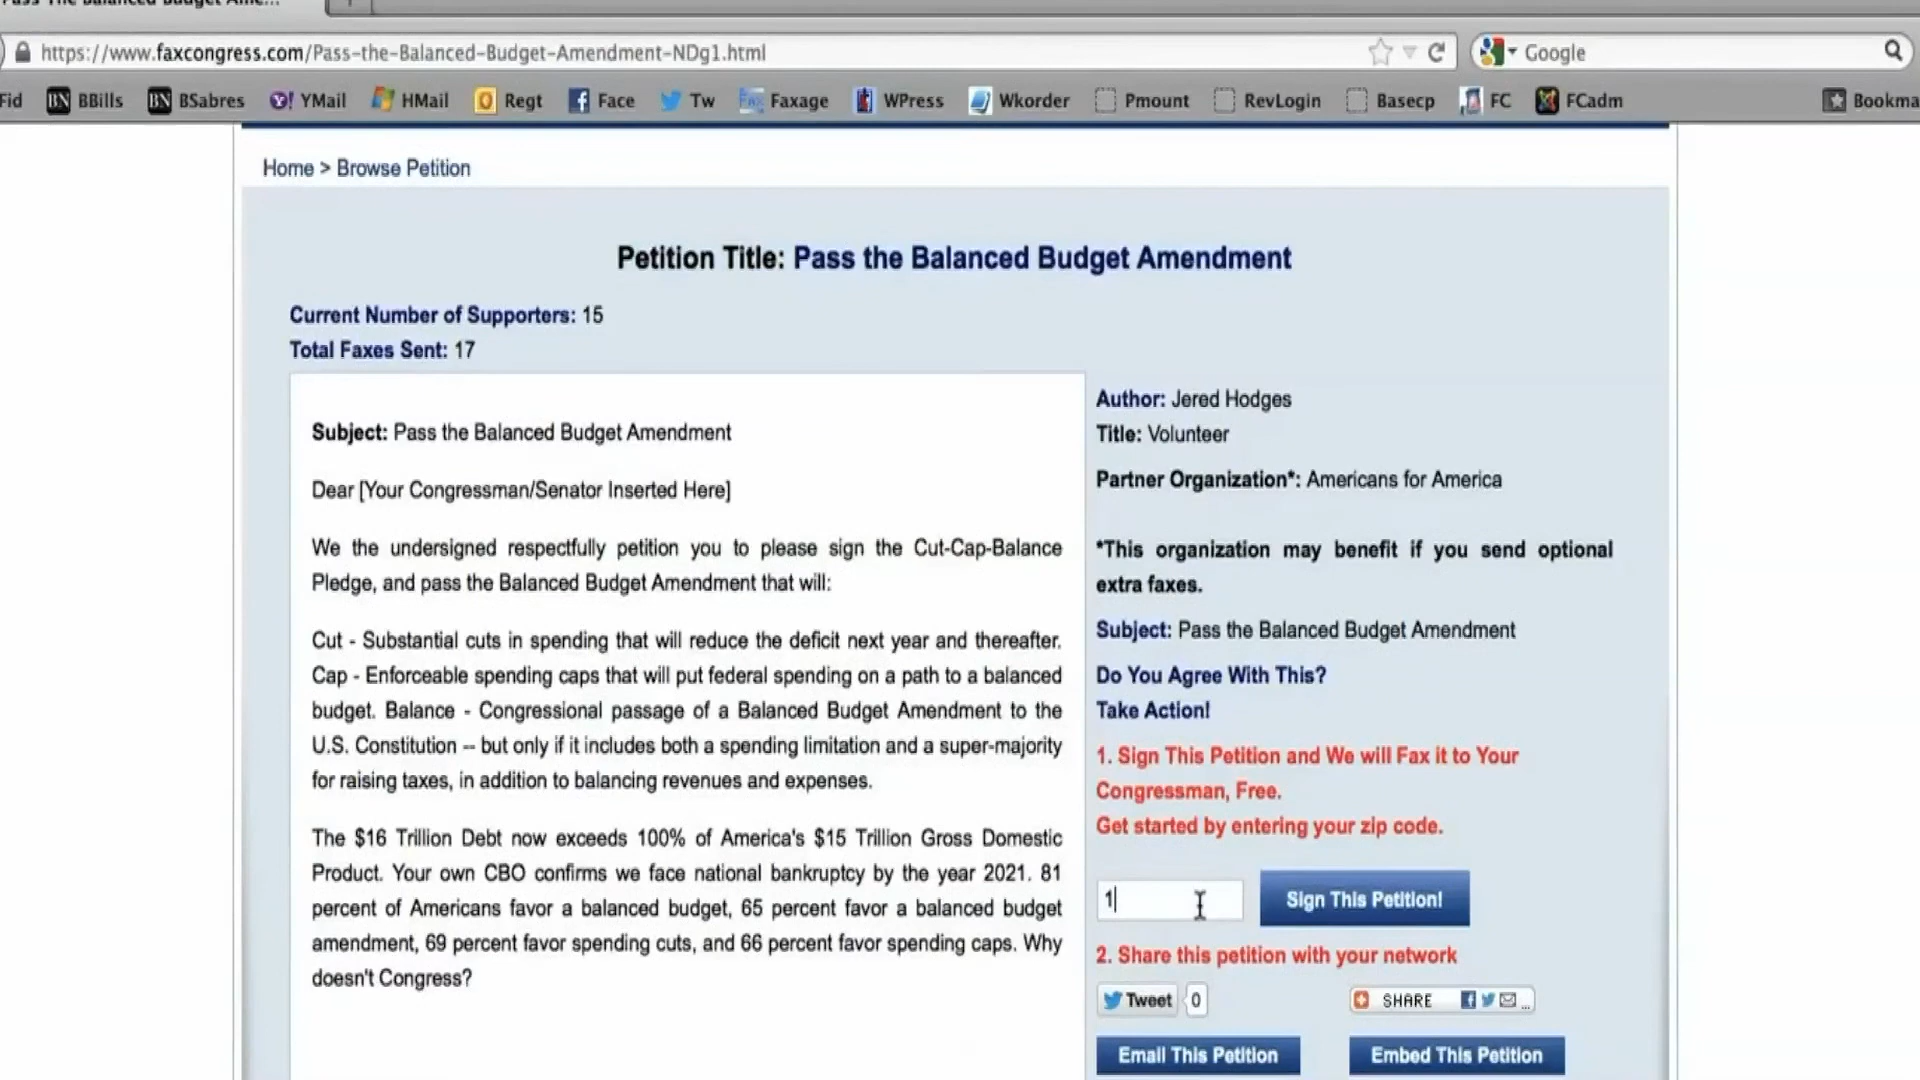 https://www.faxcongress.com/Pass-the-Balanced-Budget-Amendment-NDg1.html
Google
Fid BBills BSabres YMail HMail Regt Face Tw Faxage WPress Wkorder Pmount RevLogin Basecp FC FCadm Bookma
Home > Browse Petition
Petition Title: Pass the Balanced Budget Amendment
Current Number of Supporters: 15
Total Faxes Sent: 17
Subject: Pass the Balanced Budget Amendment
Dear [Your Congressman/Senator Inserted Here]
We the undersigned respectfully petition you to please sign the Cut-Cap-Balance
Pledge, and pass the Balanced Budget Amendment that will:
Cut - Substantial cuts in spending that will reduce the deficit next year and thereafter.
Cap - Enforceable spending caps that will put federal spending on a path to a balanced
budget. Balance - Congressional passage of a Balanced Budget Amendment to the
U.S. Constitution -- but only if it includes both a spending limitation and a super-majority
for raising taxes, in addition to balancing revenues and expenses.
The $16 Trillion Debt now exceeds 100% of America's $15 Trillion Gross Domestic
Product. Your own CBO confirms we face national bankruptcy by the year 2021. 81
percent of Americans favor a balanced budget, 65 percent favor a balanced budget
amendment, 69 percent favor spending cuts, and 66 percent favor spending caps. Why
doesn't Congress?
Author: Jered Hodges
Title: Volunteer
Partner Organization*: Americans for America
*This organization may benefit if you send optional
extra faxes.
Subject: Pass the Balanced Budget Amendment
Do You Agree With This?
Take Action!
1. Sign This Petition and We will Fax it to Your
Congressman, Free.
Get started by entering your zip code.
1
Sign This Petition!
2. Share this petition with your network
Tweet 0
SHARE ...
Email This Petition
Embed This Petition